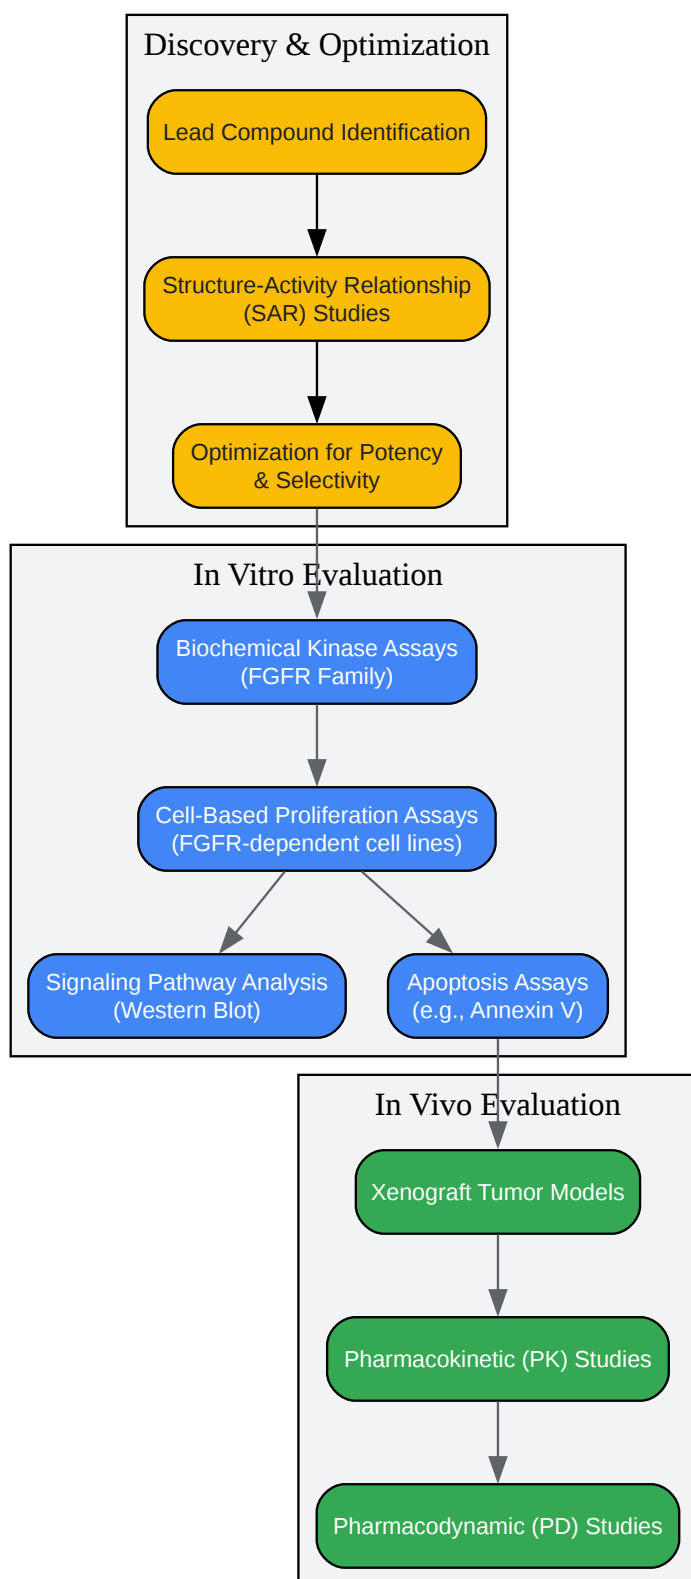 Discovery & Optimization
Lead Compound Identification
Structure-Activity Relationship
(SAR) Studies
Optimization for Potency
& Selectivity
In Vitro Evaluation
Biochemical Kinase Assays
(FGFR Family)
Cell-Based Proliferation Assays
(FGFR-dependent cell lines)
Signaling Pathway Analysis
(Western Blot)
Apoptosis Assays
(e.g., Annexin V)
In Vivo Evaluation
Xenograft Tumor Models
Pharmacokinetic (PK) Studies
Pharmacodynamic (PD) Studies